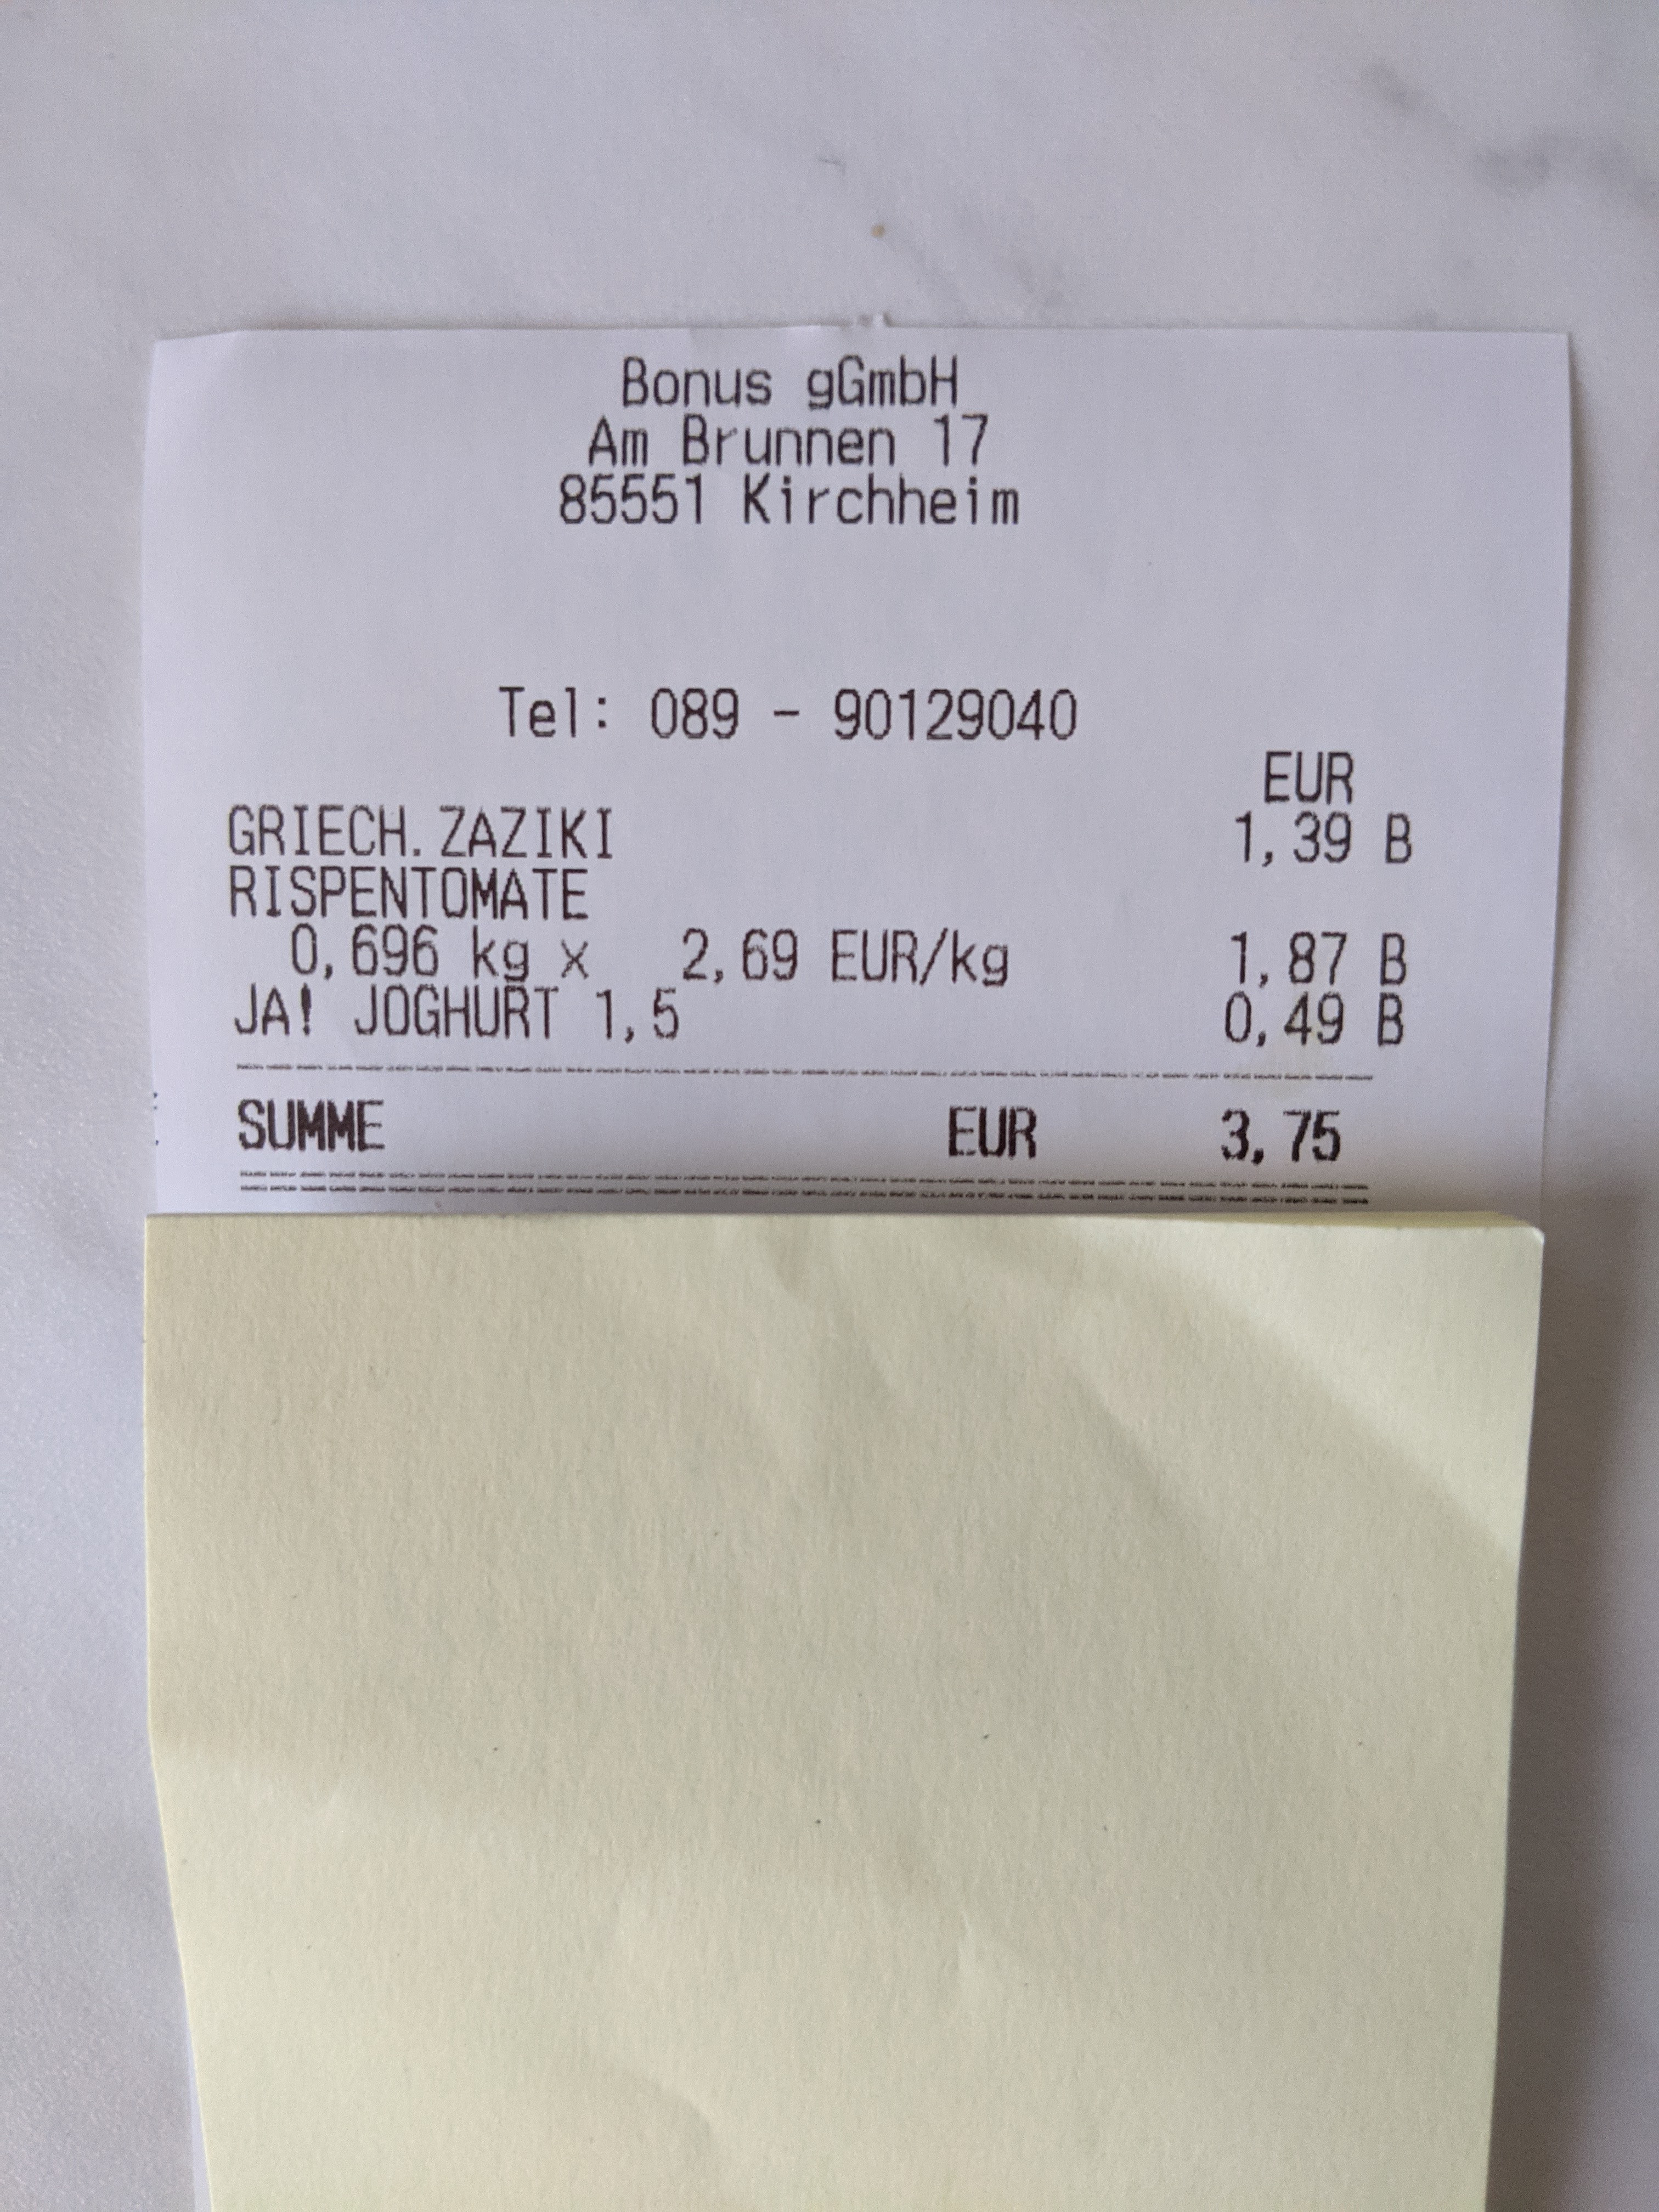 Bonus gGmbH
Am Brunnen 17
85551 Kirchheim
Tel: 089 - 90129040
EUR
GRIECH. ZAZIKI 1,39 B
RISPENTOMATE
0,696 kg x 2,69 EUR/kg 1,87 B
JA! JOGHURT 1,5 0,49 B
SUMME EUR 3,75